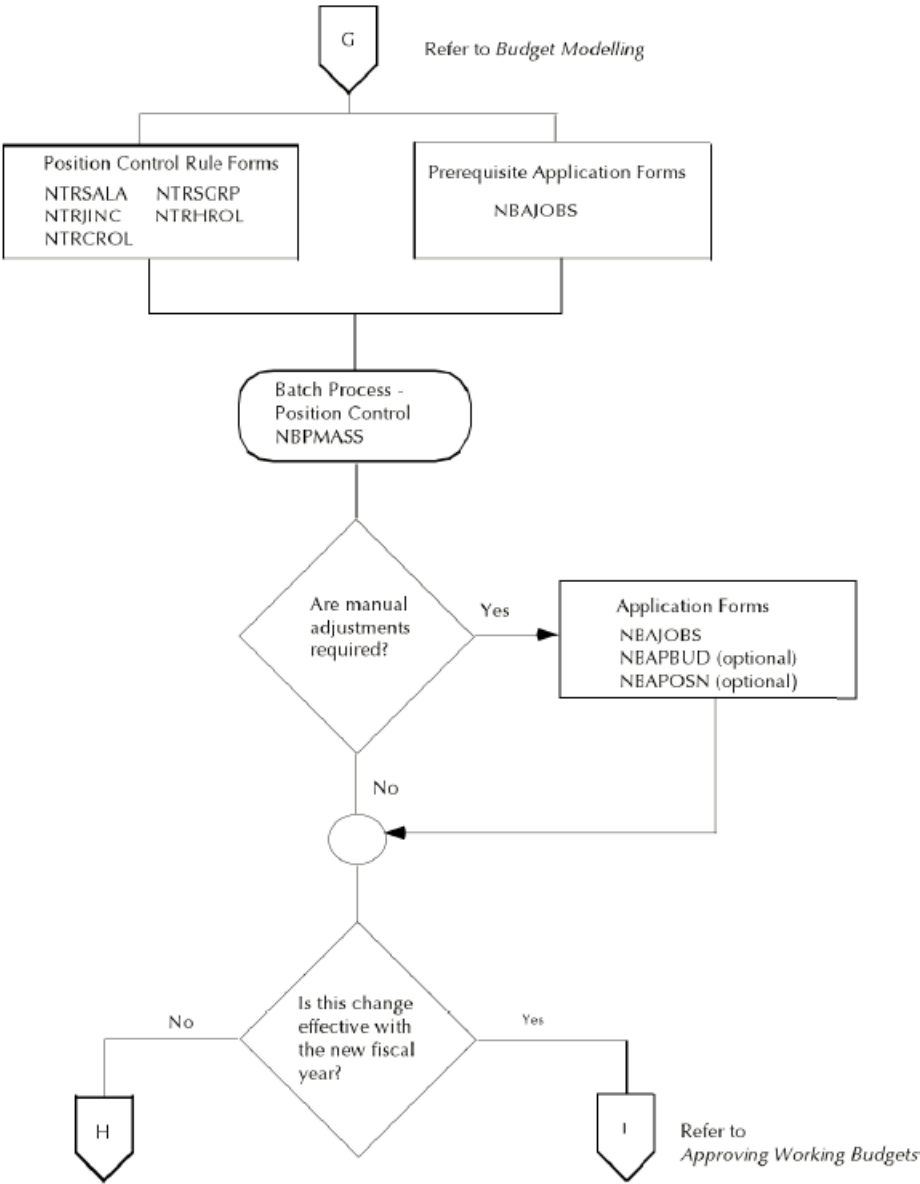 G
Refer to Budget Modelling
Position Control Rule Forms
NTRSALA NTRSGRP
NTRJINC NTRHROL
NTRCROL
Prerequisite Application Forms
NBAJOBS
Batch Process -
Position Control
NBPMASS
Are manual
adjustments
required?
Yes
Application Forms
NBAJOBS
NBAPBUD (optional)
NBAPOSN (optional)
No
Is this change
effective with
the new fiscal
year?
No
Yes
H
I
Refer to
Approving Working Budgets